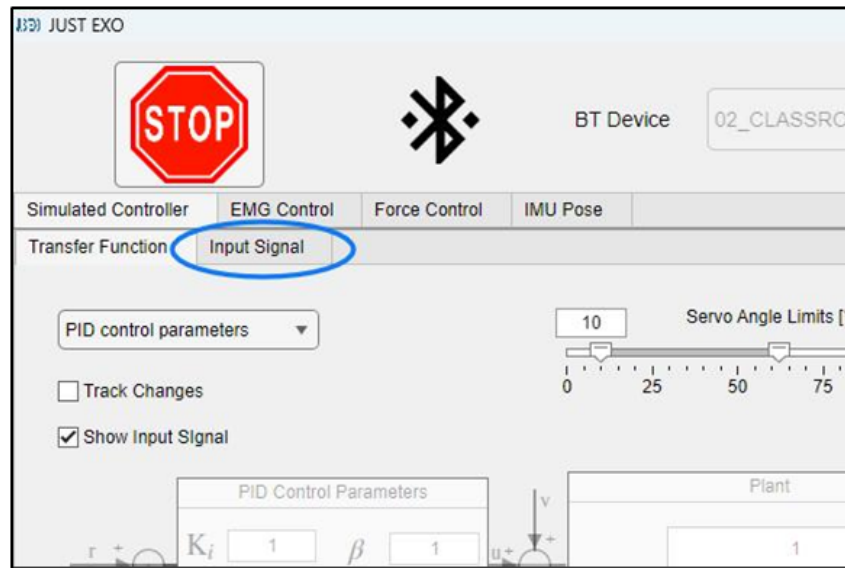 JUST EXO
STOP
BT Device 02_CLASSRO
Simulated Controller EMG Control Force Control IMU Pose
Transfer Function Input Signal
PID control parameters
10 Servo Angle Limits [
0 25 50 75
Track Changes
Show Input Signal
PID Control Parameters Plant
v
r + Ki 1 β 1 u + + 1